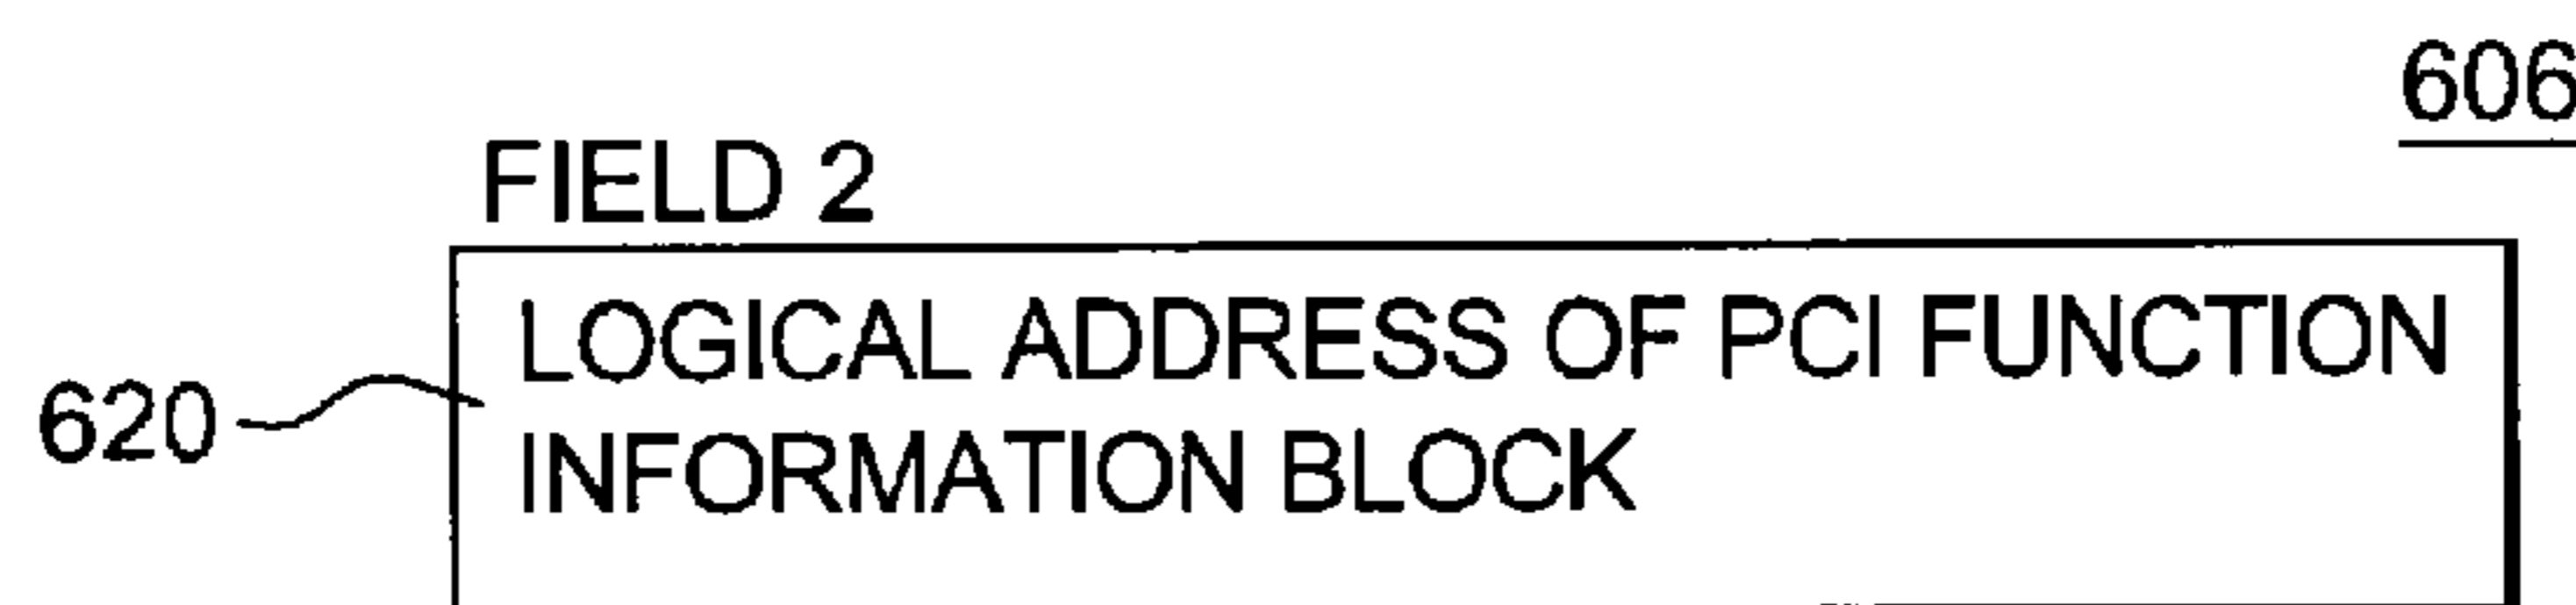 606
FIELD 2
LOGICAL ADDRESS OF PCI FUNCTION
620
INFORMATION BLOCK